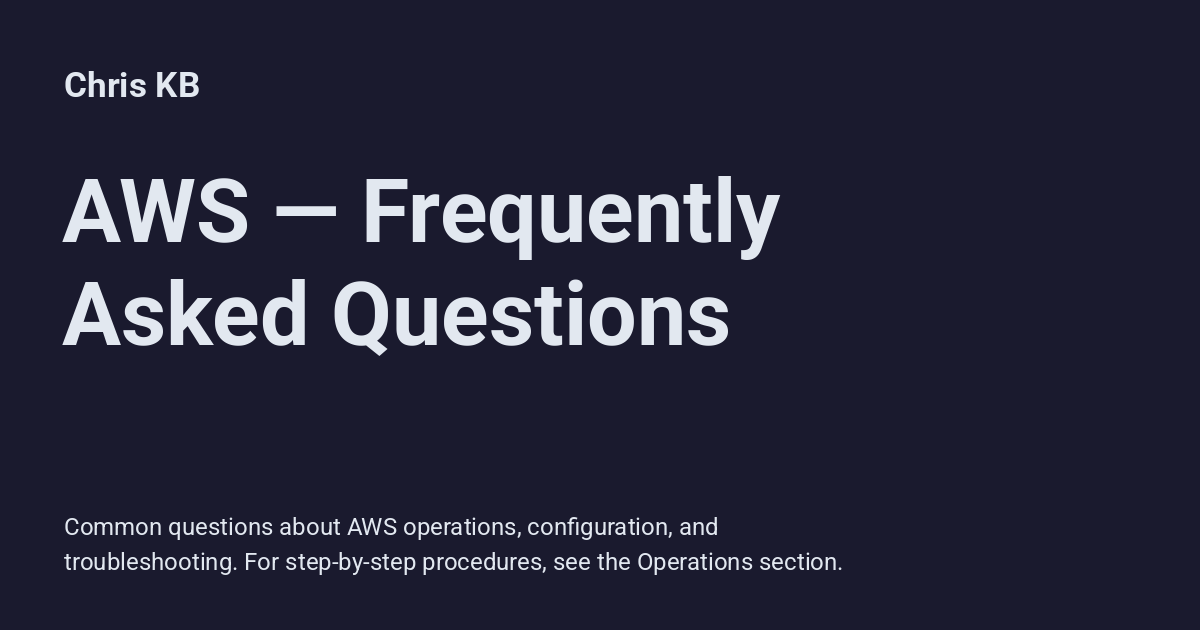 Chris KB
AWS — Frequently
Asked Questions
Common questions about AWS operations, configuration, and
troubleshooting. For step-by-step procedures, see the Operations section.